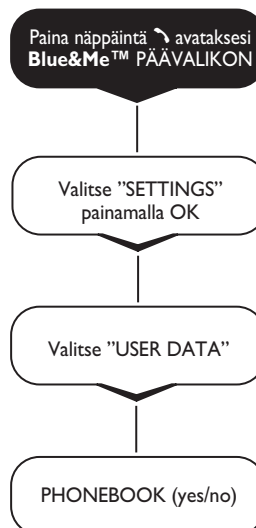 Paina näppäintä avataksesi
Blue&Me™ PÄÄVALIKON
Valitse ”SETTINGS”
painamalla OK
Valitse ”USER DATA”
PHONEBOOK (yes/no)